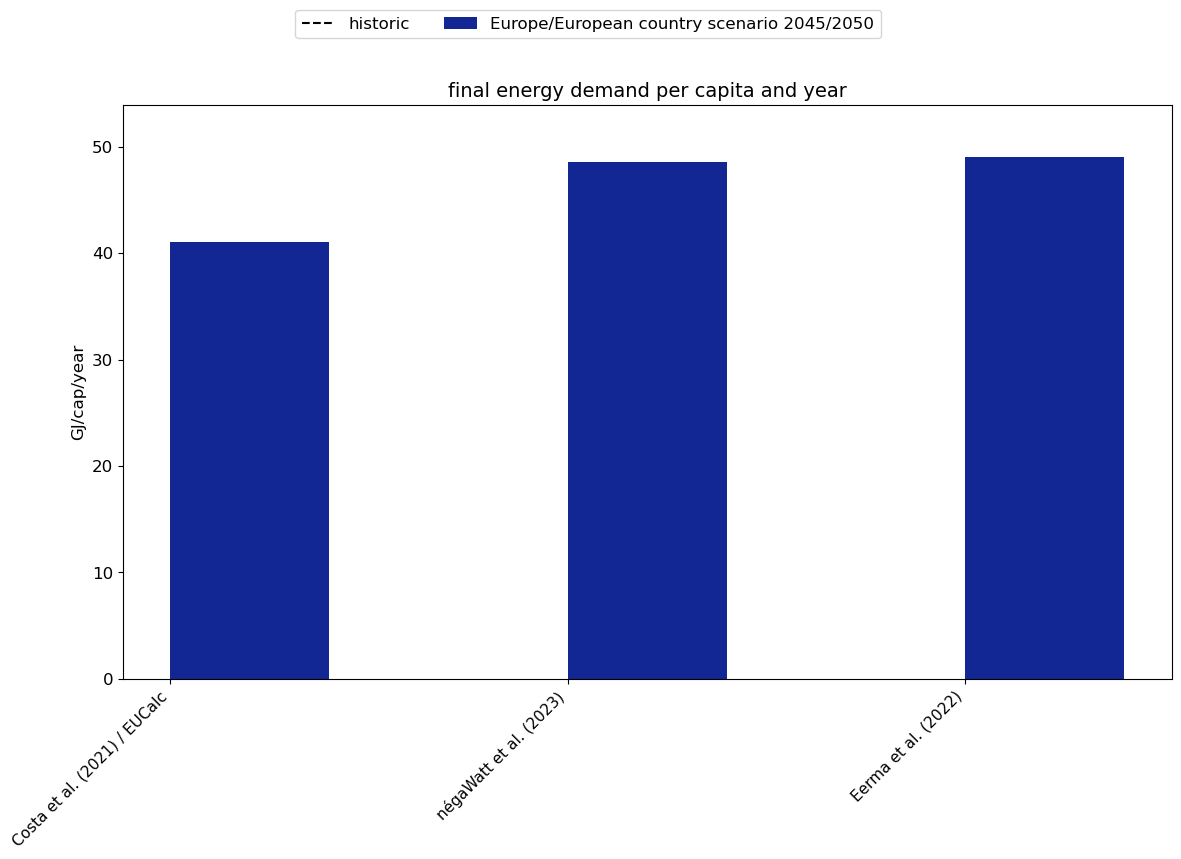 historic
Europe/European country scenario 2045/2050
final energy demand per capita and year
GJ/cap/year
50
40
30
20
10
0
Costa et al. (2021) / EUCalc
négaWatt et al. (2023)
Eerma et al. (2022)